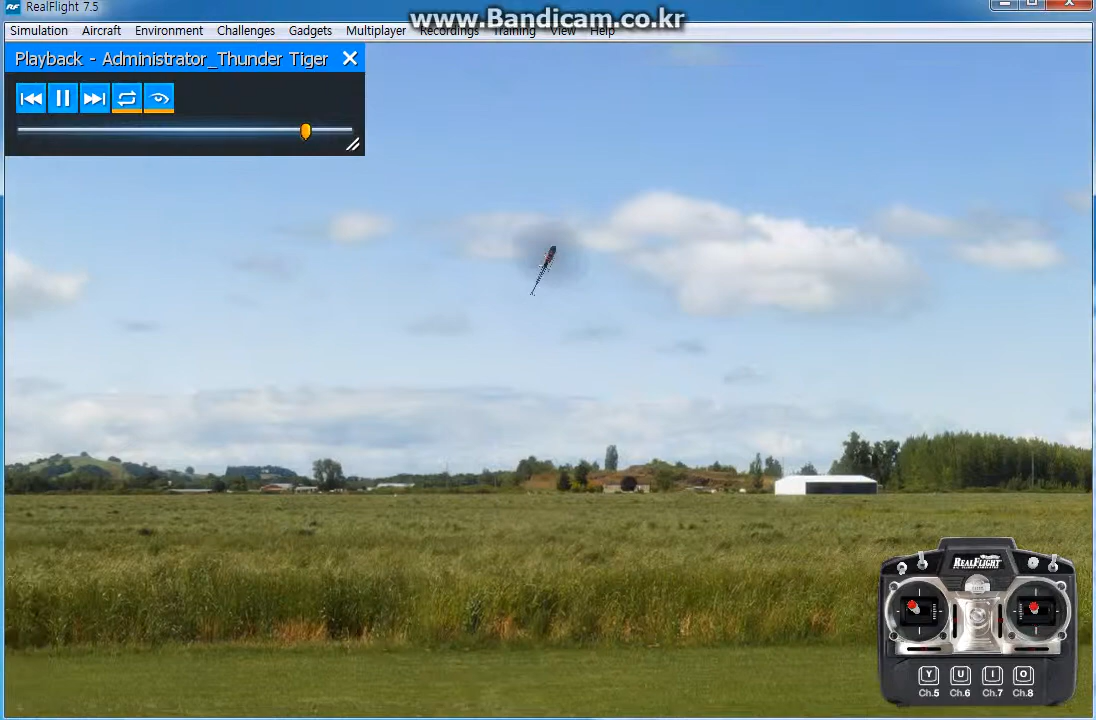 RealFlight 7.5
www.Bandicam.co.kr
Simulation Aircraft Environment Challenges Gadgets Multiplayer Recordings Training View Help
Playback - Administrator_Thunder Tiger
REALFLIGHT
Y U I O
Ch.5 Ch.6 Ch.7 Ch.8